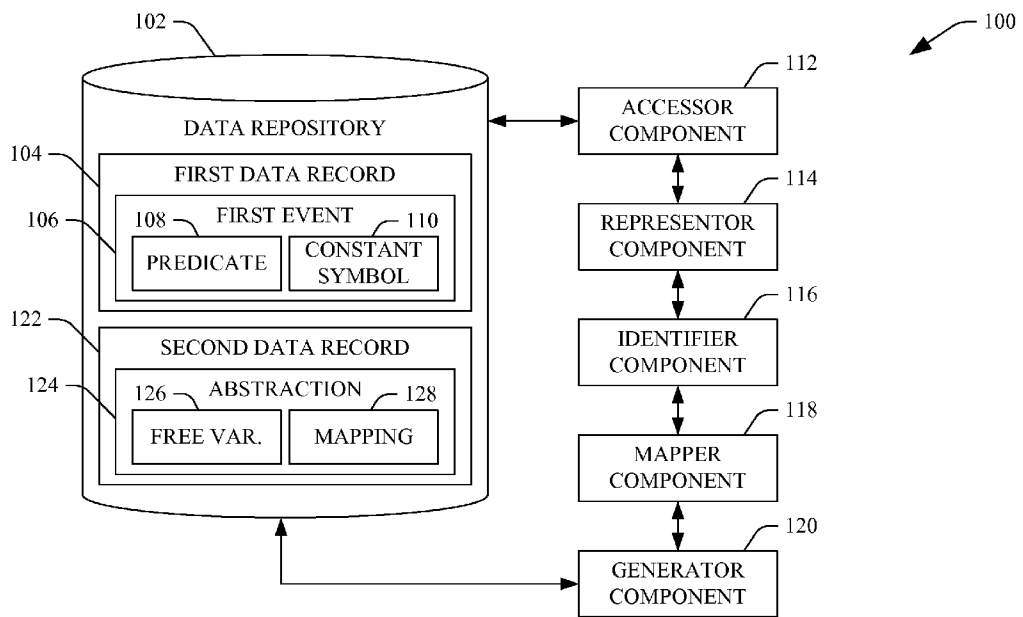 102
100
112
ACCESSOR
COMPONENT
DATA REPOSITORY
104
FIRST DATA RECORD
114
106
FIRST EVENT
108
110
PREDICATE
CONSTANT
SYMBOL
REPRESENTOR
COMPONENT
116
122
SECOND DATA RECORD
IDENTIFIER
COMPONENT
124
ABSTRACTION
126
128
FREE VAR.
MAPPING
118
MAPPER
COMPONENT
120
GENERATOR
COMPONENT